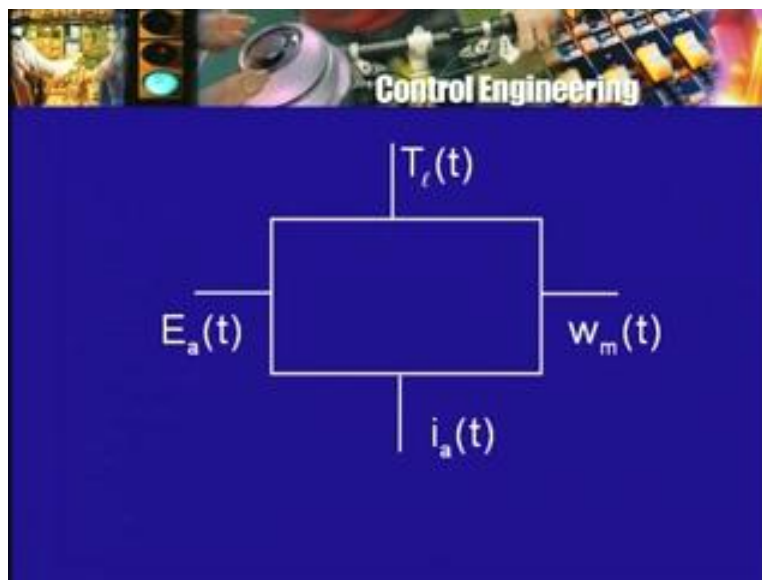 Control Engineering
Tℓ(t)
Eₐ(t)
wₘ(t)
iₐ(t)